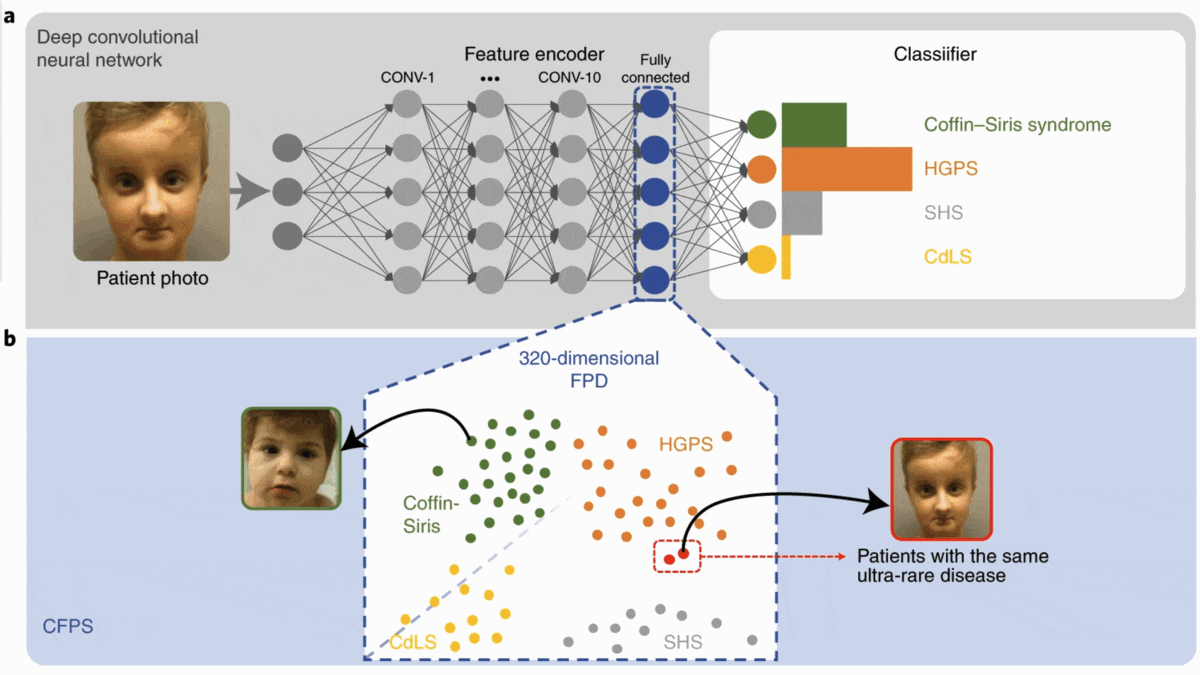 a
Deep convolutional
neural network
Patient photo
Feature encoder
CONV-1
•••
CONV-10
Fully
connected
Classiifier
Coffin–Siris syndrome
HGPS
SHS
CdLS
b
320-dimensional
FPD
Coffin-
Siris
HGPS
CdLS
SHS
Patients with the same
ultra-rare disease
CFPS